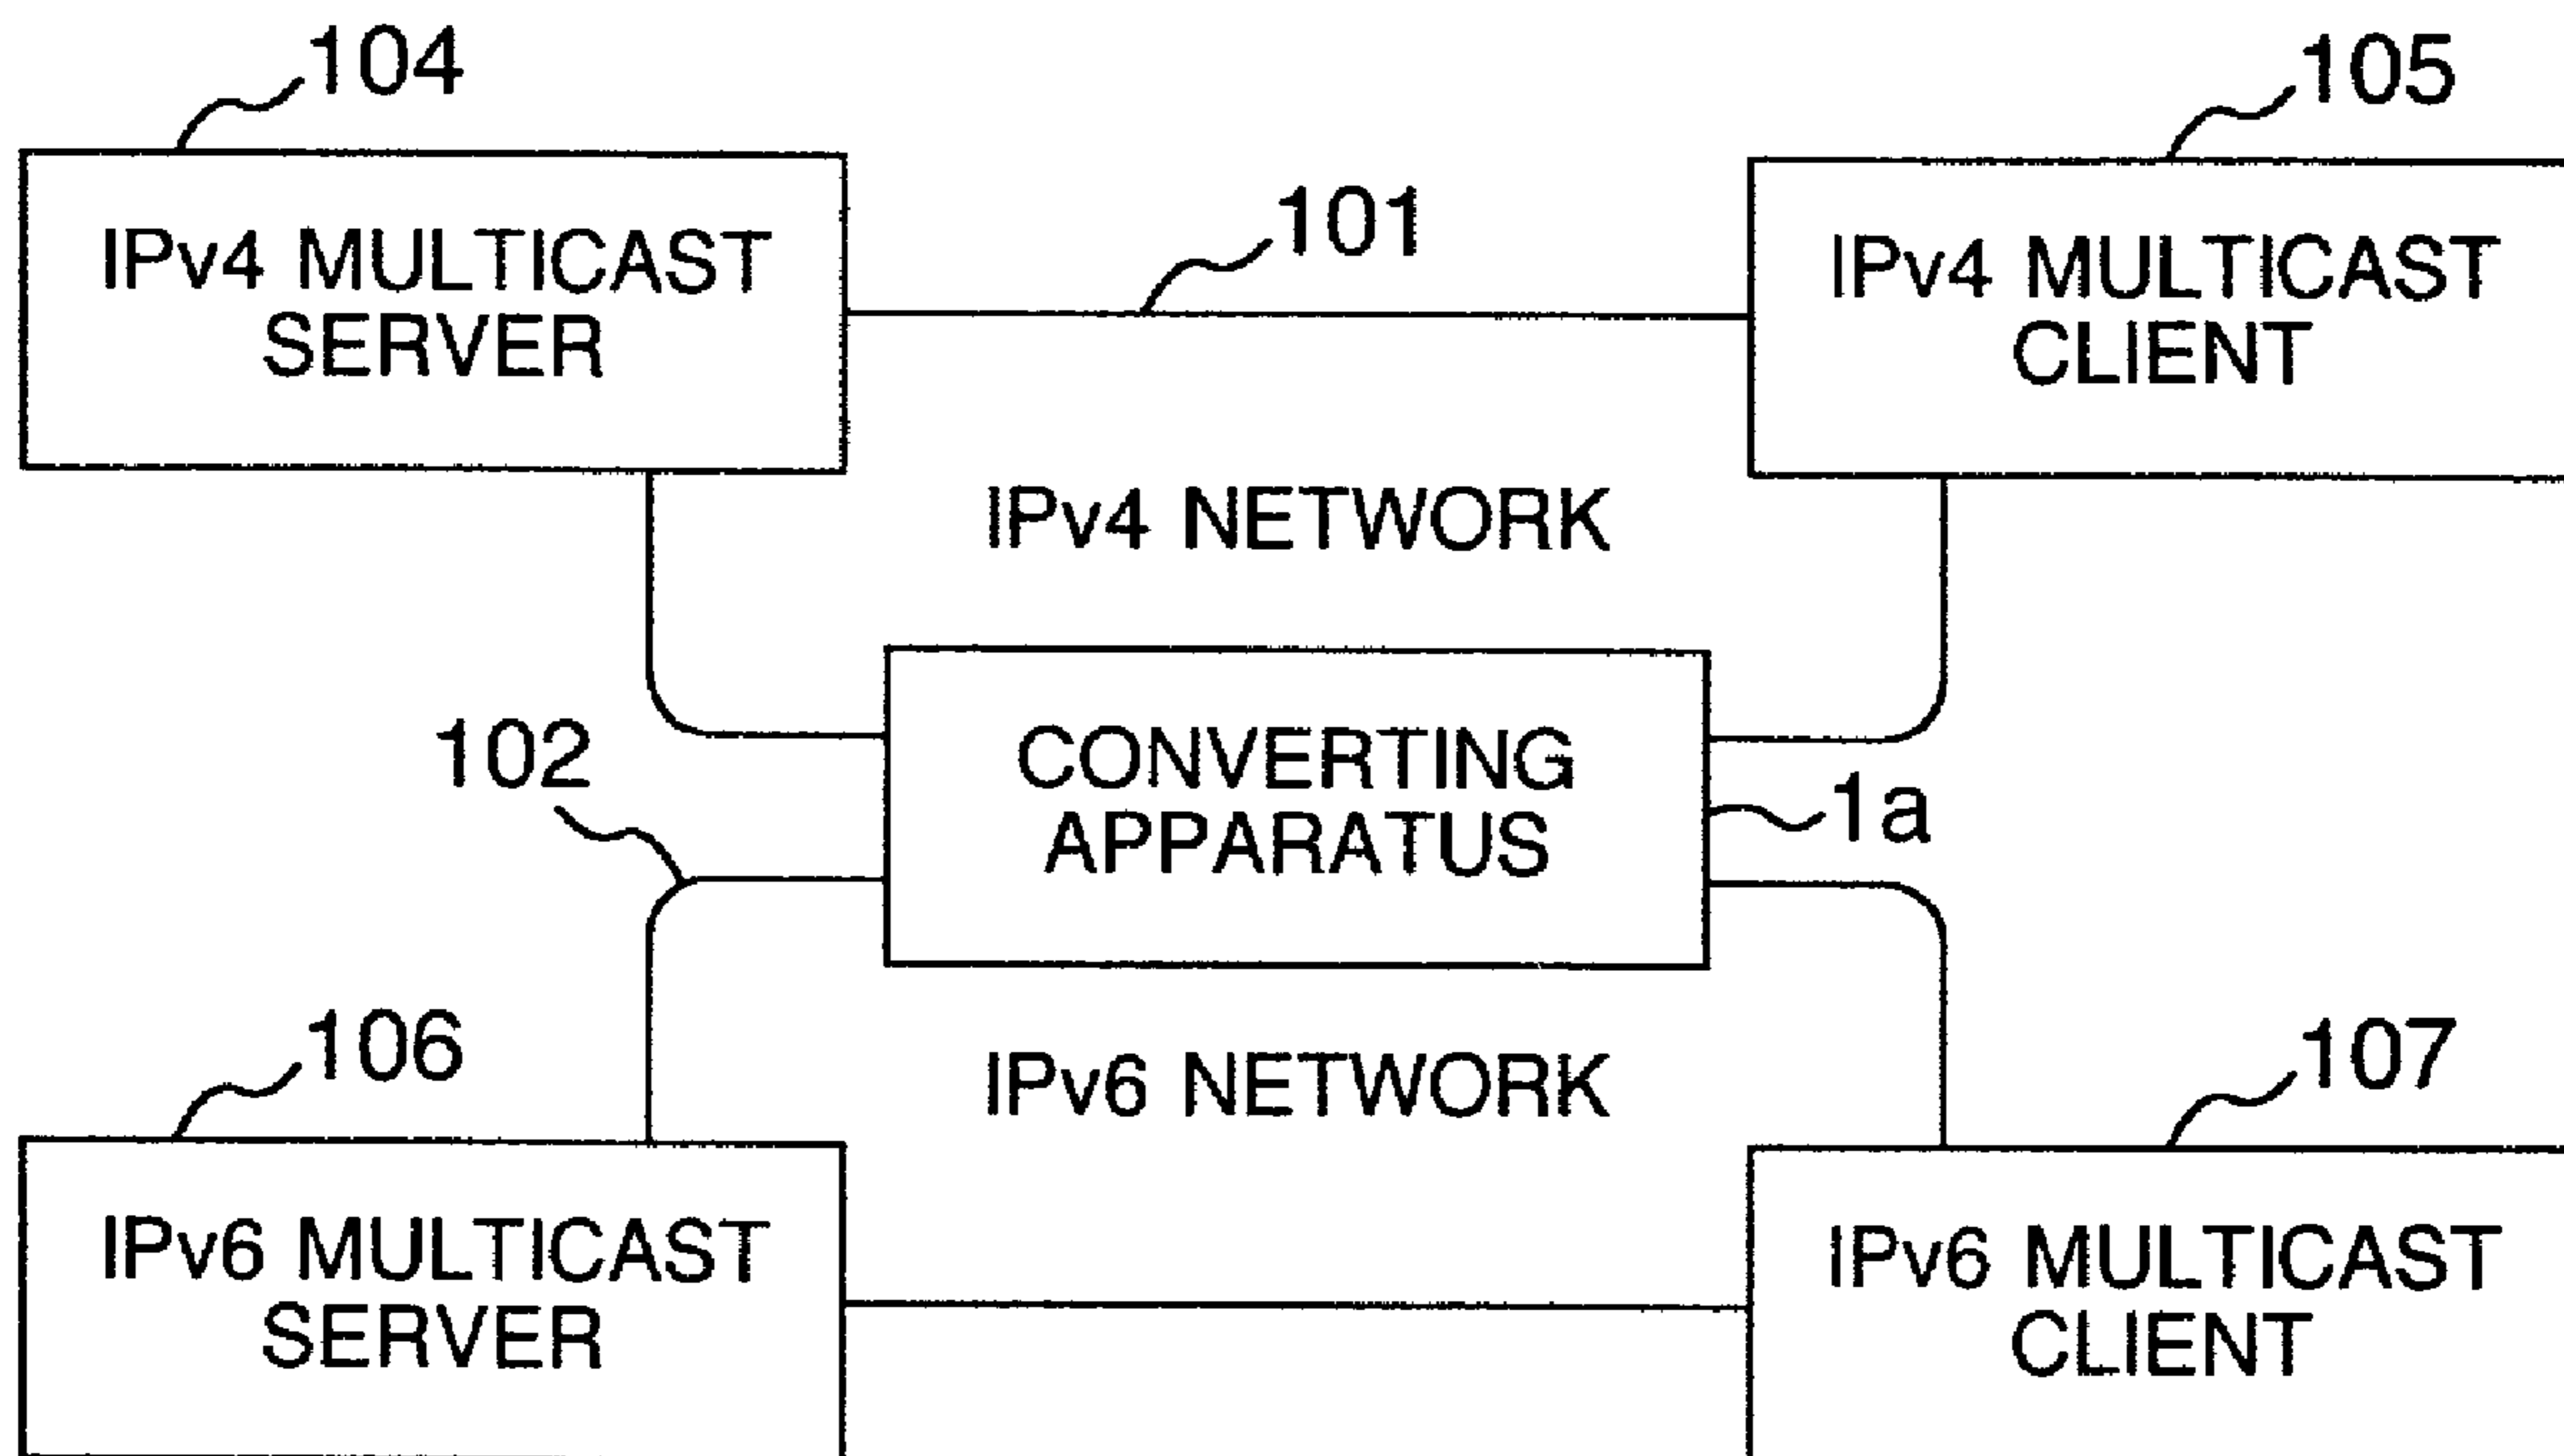 104
105
IPv4 MULTICAST
SERVER
101
IPv4 MULTICAST
CLIENT
IPv4 NETWORK
102
CONVERTING
APPARATUS
1a
106
IPv6 NETWORK
107
IPv6 MULTICAST
SERVER
IPv6 MULTICAST
CLIENT